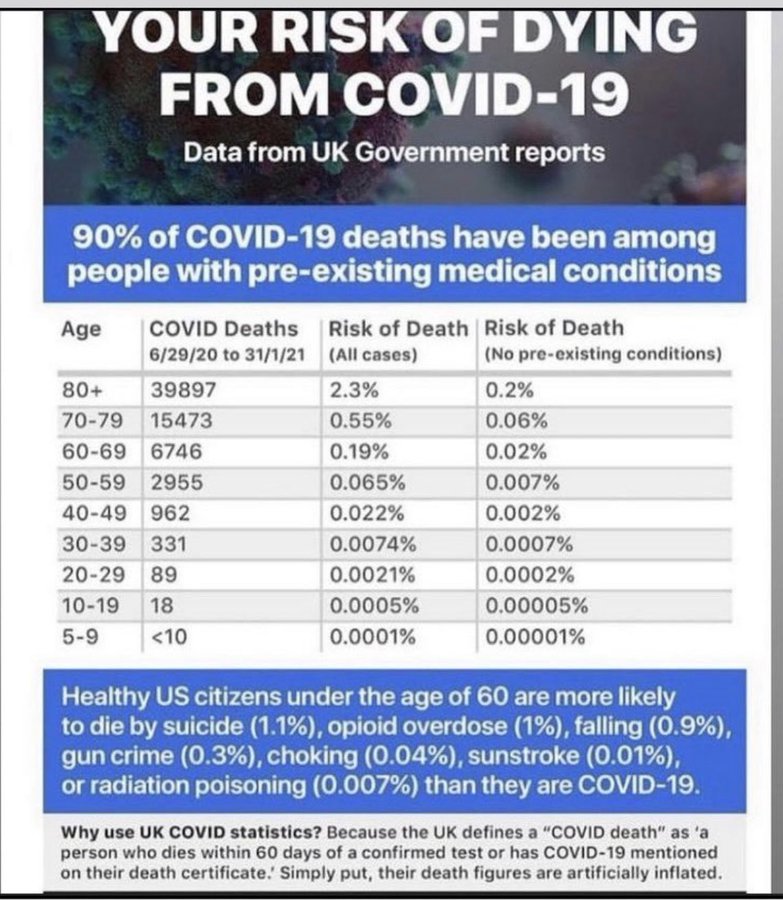 YOUR RISK OF DYING
FROM COVID-19
Data from UK Government reports
90% of COVID-19 deaths have been among
people with pre-existing medical conditions
Age COVID Deaths Risk of Death Risk of Death
6/29/20 to 31/1/21 (All cases) (No pre-existing conditions)
80+ 39897 2.3% 0.2%
70-79 15473 0.55% 0.06%
60-69 6746 0.19% 0.02%
50-59 2955 0.065% 0.007%
40-49 962 0.022% 0.002%
30-39 331 0.0074% 0.0007%
20-29 89 0.0021% 0.0002%
10-19 18 0.0005% 0.00005%
5-9 <10 0.0001% 0.00001%
Healthy US citizens under the age of 60 are more likely
to die by suicide (1.1%), opioid overdose (1%), falling (0.9%),
gun crime (0.3%), choking (0.04%), sunstroke (0.01%),
or radiation poisoning (0.007%) than they are COVID-19.
Why use UK COVID statistics? Because the UK defines a "COVID death" as 'a
person who dies within 60 days of a confirmed test or has COVID-19 mentioned
on their death certificate.' Simply put, their death figures are artificially inflated.